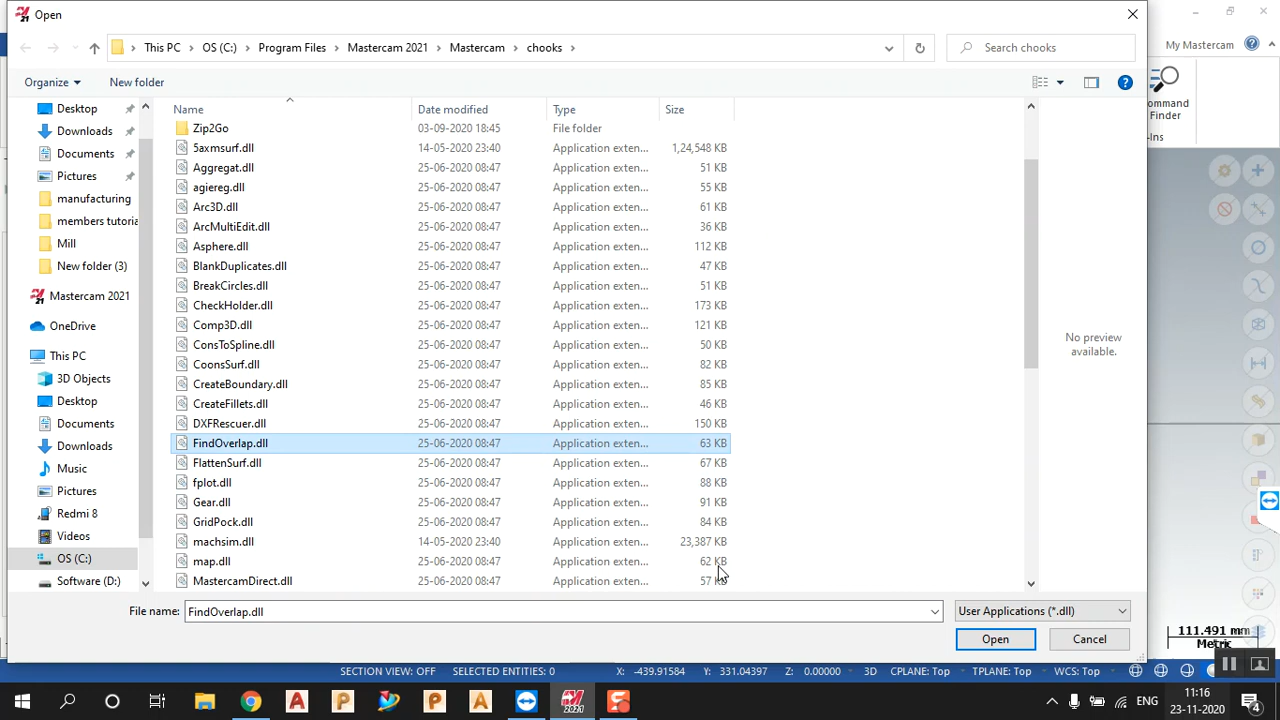 Open
This PC > OS (C:) > Program Files > Mastercam 2021 > Mastercam > chooks >
Search chooks
My Mastercam
Organize
New folder
ommand
Finder
-Ins
Desktop
Downloads
Documents
Pictures
manufacturing
members tutoria
Mill
New folder (3)
Mastercam 2021
OneDrive
This PC
3D Objects
Desktop
Documents
Downloads
Music
Pictures
Redmi 8
Videos
OS (C:)
Software (D:)
Name Date modified Type Size
Zip2Go 03-09-2020 18:45 File folder
5axmsurf.dll 14-05-2020 23:40 Application exten... 1,24,548 KB
Aggregat.dll 25-06-2020 08:47 Application exten... 51 KB
agiereg.dll 25-06-2020 08:47 Application exten... 55 KB
Arc3D.dll 25-06-2020 08:47 Application exten... 61 KB
ArcMultiEdit.dll 25-06-2020 08:47 Application exten... 36 KB
Asphere.dll 25-06-2020 08:47 Application exten... 112 KB
BlankDuplicates.dll 25-06-2020 08:47 Application exten... 47 KB
BreakCircles.dll 25-06-2020 08:47 Application exten... 51 KB
CheckHolder.dll 25-06-2020 08:47 Application exten... 173 KB
Comp3D.dll 25-06-2020 08:47 Application exten... 121 KB
ConsToSpline.dll 25-06-2020 08:47 Application exten... 50 KB
CoonsSurf.dll 25-06-2020 08:47 Application exten... 82 KB
CreateBoundary.dll 25-06-2020 08:47 Application exten... 85 KB
CreateFillets.dll 25-06-2020 08:47 Application exten... 46 KB
DXFRescuer.dll 25-06-2020 08:47 Application exten... 150 KB
FindOverlap.dll 25-06-2020 08:47 Application exten... 63 KB
FlattenSurf.dll 25-06-2020 08:47 Application exten... 67 KB
fplot.dll 25-06-2020 08:47 Application exten... 88 KB
Gear.dll 25-06-2020 08:47 Application exten... 91 KB
GridPock.dll 25-06-2020 08:47 Application exten... 84 KB
machsim.dll 14-05-2020 23:40 Application exten... 23,387 KB
map.dll 25-06-2020 08:47 Application exten... 62 KB
MastercamDirect.dll 25-06-2020 08:47 Application exten... 57 KB
No preview
available.
File name: FindOverlap.dll
User Applications (*.dll)
Open
Cancel
111.491 mm
Metric
SECTION VIEW: OFF SELECTED ENTITIES: 0 X: -439.91584 Y: 331.04397 Z: 0.00000 3D CPLANE: Top TPLANE: Top WCS: Top
2021
ENG
11:16
23-11-2020
4